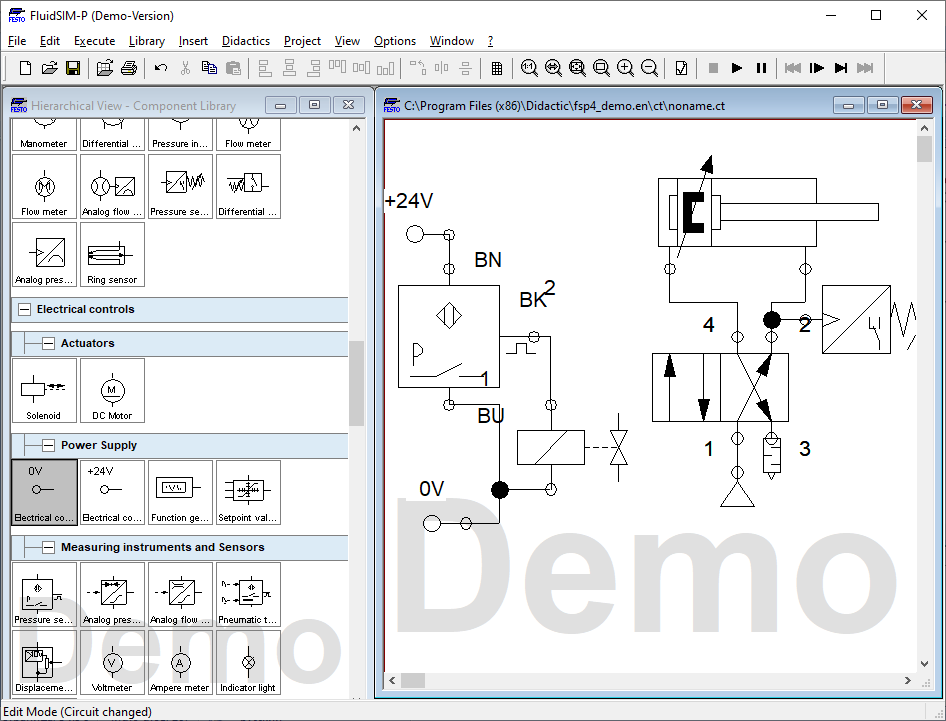 FluidSIM-P (Demo-Version)
File Edit Execute Library Insert Didactics Project View Options Window ?
Hierarchical View - Component Library
Manometer Differential ... Pressure in... Flow meter
Flow meter Analog flow ... Pressure se... Differential ...
Analog pres... Ring sensor
Electrical controls
Actuators
M
Solenoid DC Motor
Power Supply
0V +24V
Electrical co... Electrical co... Function ge... Setpoint val...
Measuring instruments and Sensors
Pressure se... Analog pres... Analog flow ... Pneumatic t...
V A
Displaceme... Voltmeter Ampere meter Indicator light
Demo
C:\Program Files (x86)\Didactic\fsp4_demo.en\ct\noname.ct
+24V
BN
BK 2
P
1
BU
0V
4 2
1 3
Demo
Edit Mode (Circuit changed)